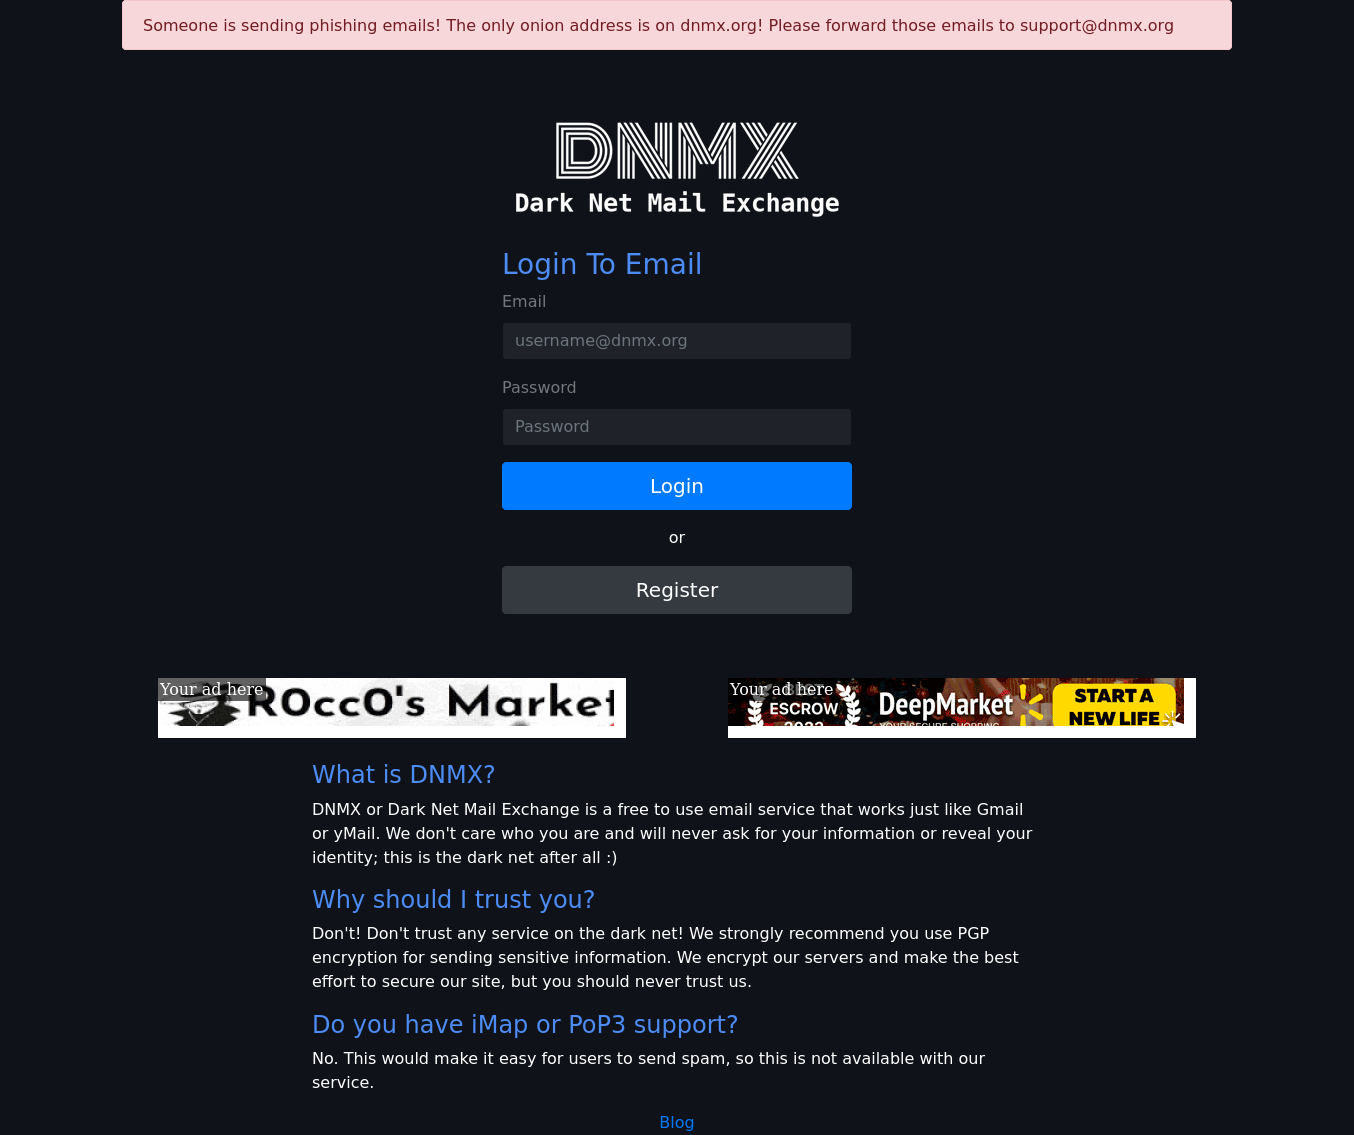 Someone is sending phishing emails! The only onion address is on dnmx.org! Please forward those emails to support@dnmx.org
DNMX
Dark Net Mail Exchange
Login To Email
Email
username@dnmx.org
Password
Password
Login
or
Register
Your ad here
R0cc0's Market
Your ad here
ESCROW
2023
DeepMarket
YOUR SECURE SHOPPING
START A
NEW LIFE
What is DNMX?
DNMX or Dark Net Mail Exchange is a free to use email service that works just like Gmail
or yMail. We don't care who you are and will never ask for your information or reveal your
identity; this is the dark net after all :)
Why should I trust you?
Don't! Don't trust any service on the dark net! We strongly recommend you use PGP
encryption for sending sensitive information. We encrypt our servers and make the best
effort to secure our site, but you should never trust us.
Do you have iMap or PoP3 support?
No. This would make it easy for users to send spam, so this is not available with our
service.
Blog